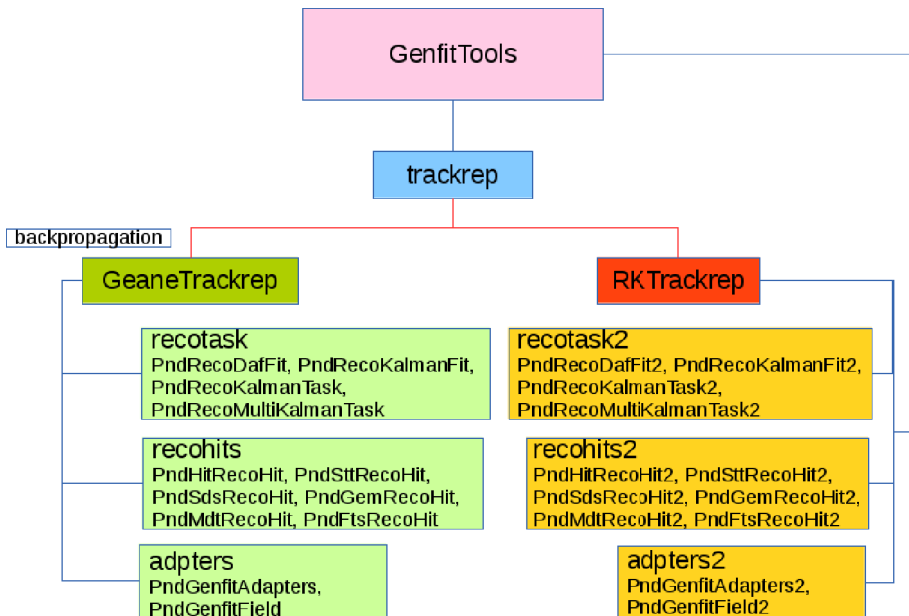 GenfitTools
trackrep
backpropagation
GeaneTrackrep
RKTrackrep
recotask
PndRecoDafFit, PndRecoKalmanFit,
PndRecoKalmanTask,
PndRecoMultiKalmanTask
recotask2
PndRecoDafFit2, PndRecoKalmanFit2,
PndRecoKalmanTask2,
PndRecoMultiKalmanTask2
recohits
PndHitRecoHit, PndSttRecoHit,
PndSdsRecoHit, PndGemRecoHit,
PndMdtRecoHit, PndFtsRecoHit
recohits2
PndHitRecoHit2, PndSttRecoHit2,
PndSdsRecoHit2, PndGemRecoHit2,
PndMdtRecoHit2, PndFtsRecoHit2
adpters
PndGenfitAdapters,
PndGenfitField
adpters2
PndGenfitAdapters2,
PndGenfitField2